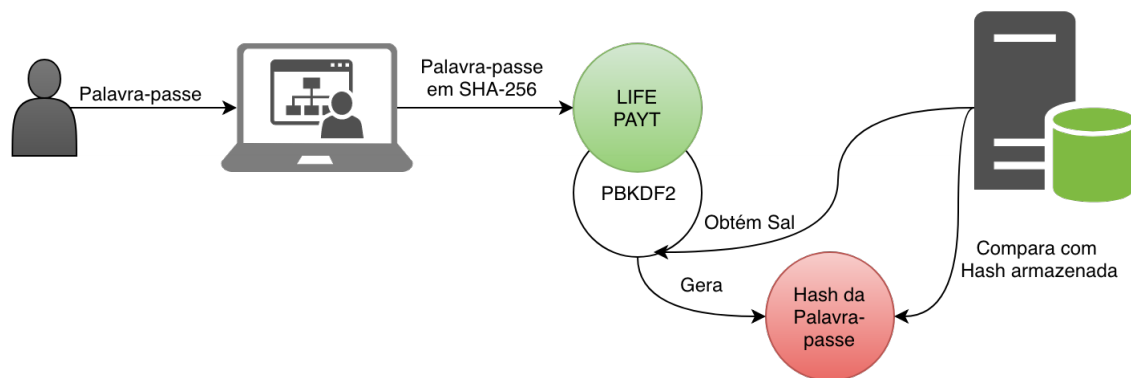 Palavra-passe
Palavra-passe
em SHA-256
LIFE
PAYT
PBKDF2
Obtém Sal
Gera
Hash da
Palavra-
passe
Compara com
Hash armazenada